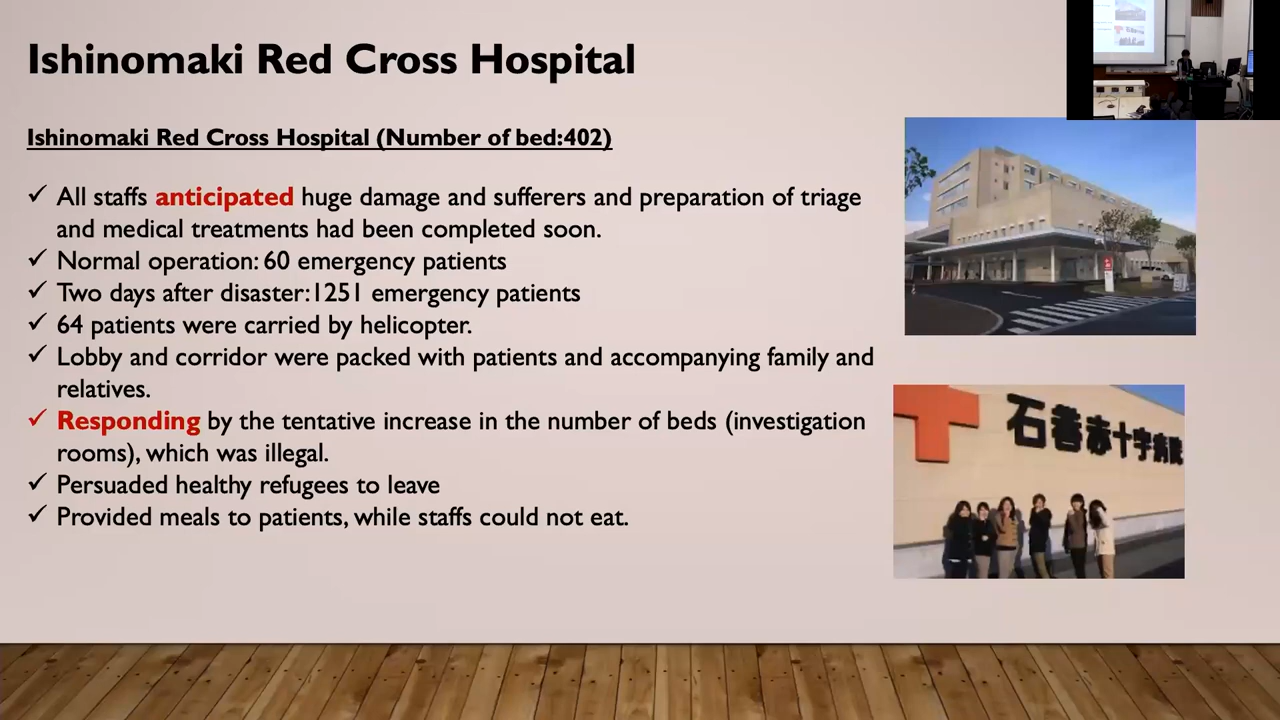 Ishinomaki Red Cross Hospital
Ishinomaki Red Cross Hospital (Number of bed:402)
✓ All staffs anticipated huge damage and sufferers and preparation of triage
and medical treatments had been completed soon.
✓ Normal operation: 60 emergency patients
✓ Two days after disaster:1251 emergency patients
✓ 64 patients were carried by helicopter.
✓ Lobby and corridor were packed with patients and accompanying family and
relatives.
✓ Responding by the tentative increase in the number of beds (investigation
rooms), which was illegal.
✓ Persuaded healthy refugees to leave
✓ Provided meals to patients, while staffs could not eat.
石巻赤十字病院